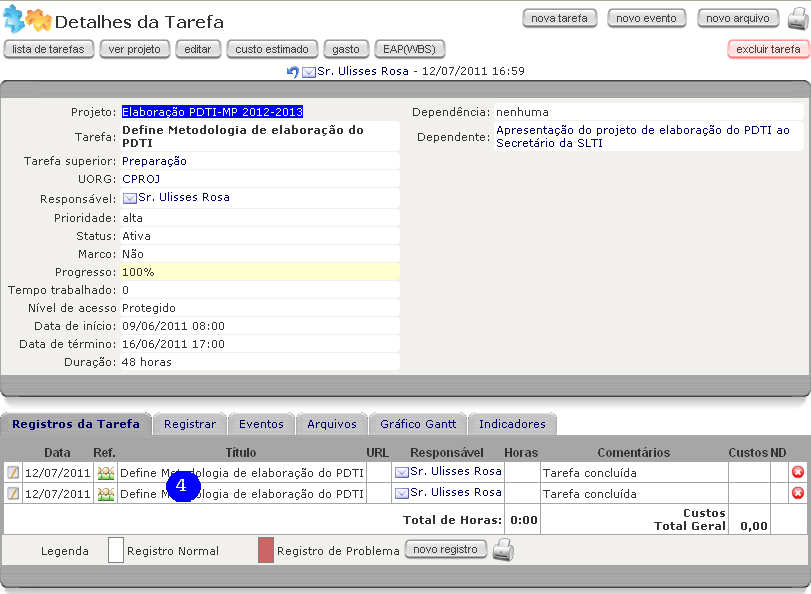 Detalhes da Tarefa
nova tarefa novo evento novo arquivo
lista de tarefas ver projeto editar custo estimado gasto EAP(WBS) excluir tarefa
Sr. Ulisses Rosa - 12/07/2011 16:59
Projeto: Elaboração PDTI-MP 2012-2013
Tarefa: Define Metodologia de elaboração do
PDTI
Tarefa superior: Preparação
UORG: CPROJ
Responsável: Sr. Ulisses Rosa
Prioridade: alta
Status: Ativa
Marco: Não
Progresso: 100%
Tempo trabalhado: 0
Nível de acesso Protegido
Data de início: 09/06/2011 08:00
Data de término: 16/06/2011 17:00
Duração: 48 horas
Dependência: nenhuma
Dependente: Apresentação do projeto de elaboração do PDTI ao
Secretário da SLTI
Registros da Tarefa Registrar Eventos Arquivos Gráfico Gantt Indicadores
Data Ref. Título URL Responsável Horas Comentários Custos ND
12/07/2011 Define Metodologia de elaboração do PDTI Sr. Ulisses Rosa Tarefa concluída
12/07/2011 Define Metodologia de elaboração do PDTI Sr. Ulisses Rosa Tarefa concluída
4
Total de Horas: 0:00 Custos
Total Geral 0,00
Legenda Registro Normal Registro de Problema novo registro